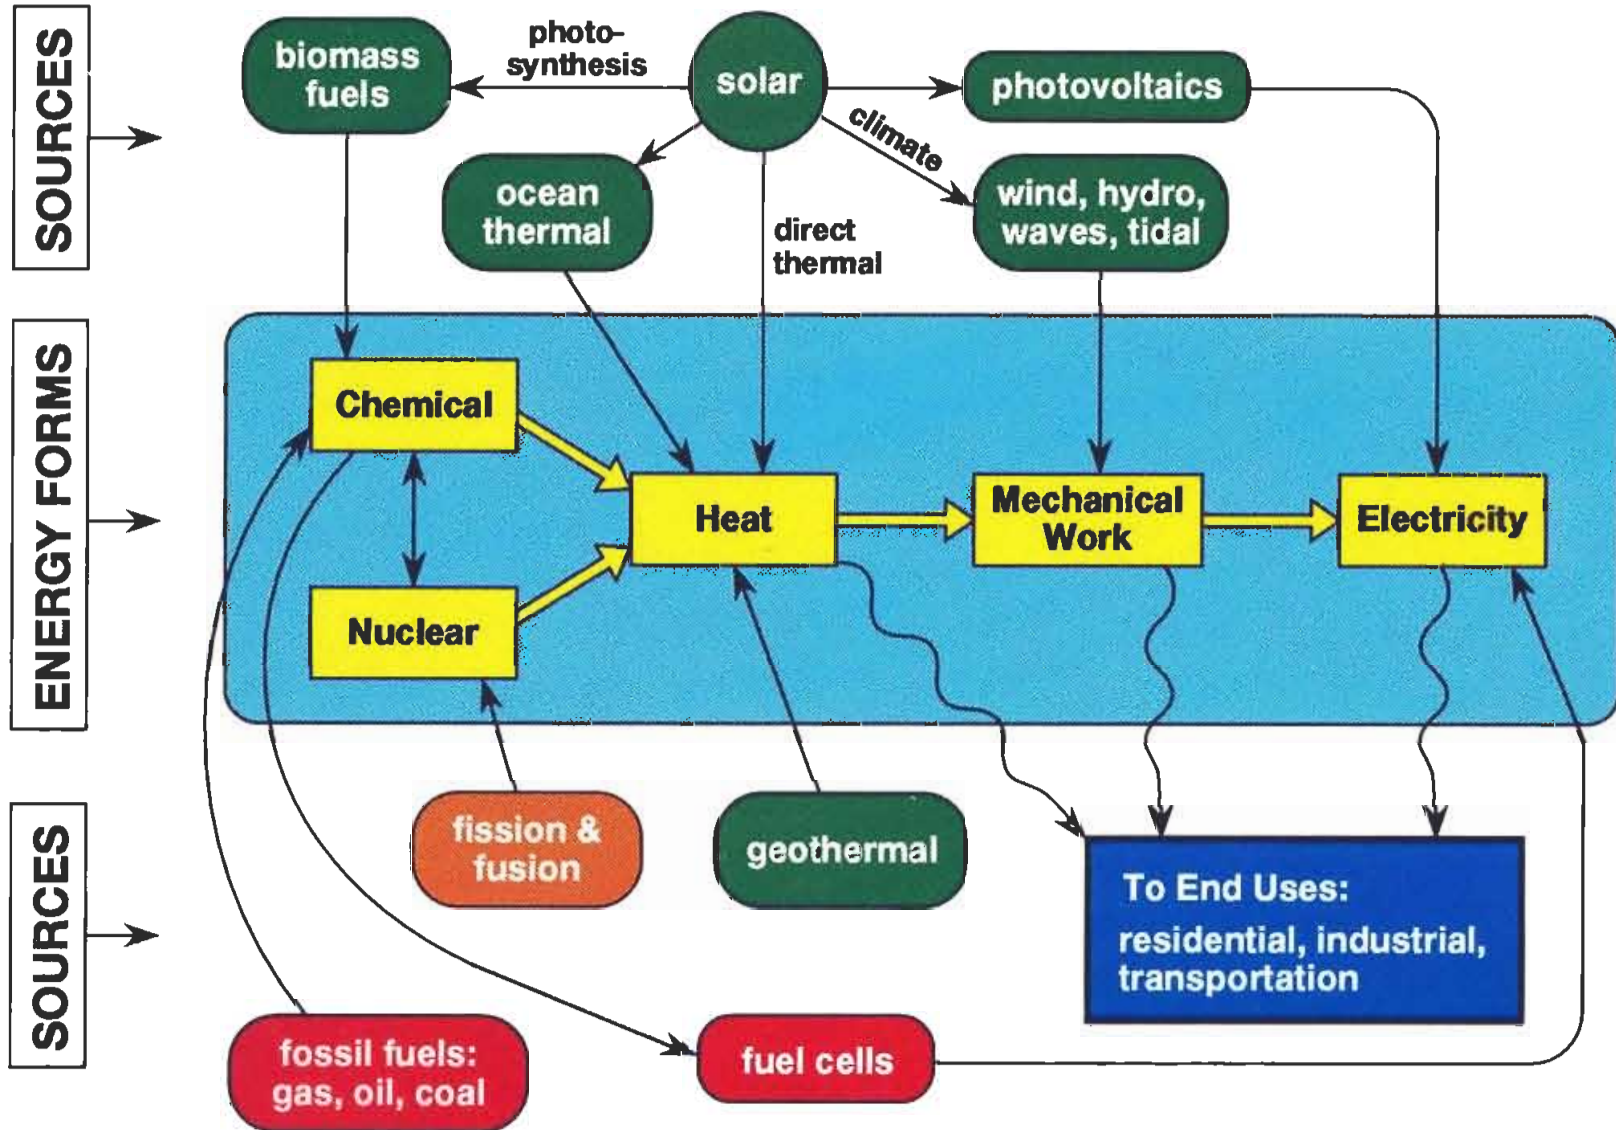 SOURCES
biomass
fuels
photo-
synthesis
solar
photovoltaics
climate
ocean
thermal
direct
thermal
wind, hydro,
waves, tidal
ENERGY FORMS
Chemical
Nuclear
Heat
Mechanical
Work
Electricity
SOURCES
fission &
fusion
geothermal
To End Uses:
residential, industrial,
transportation
fossil fuels:
gas, oil, coal
fuel cells